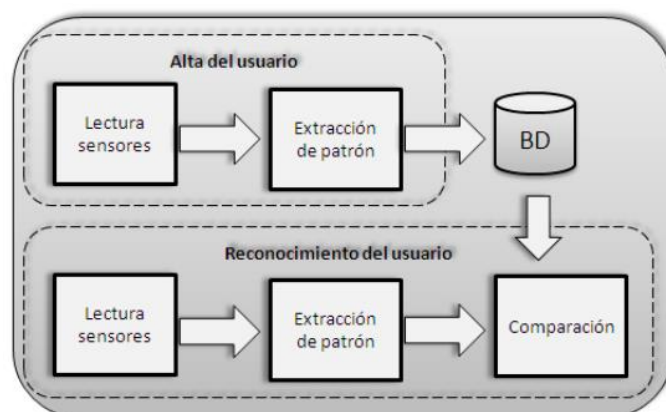 Alta del usuario
Lectura
sensores
Extracción
de patrón
BD
Reconocimiento del usuario
Lectura
sensores
Extracción
de patrón
Comparación